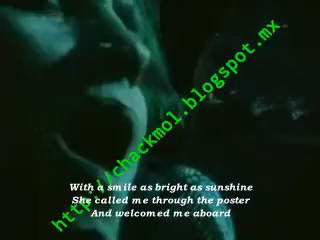 http://chackmol.blogspot.mx
With a smile as bright as sunshine
She called me through the poster
And welcomed me aboard